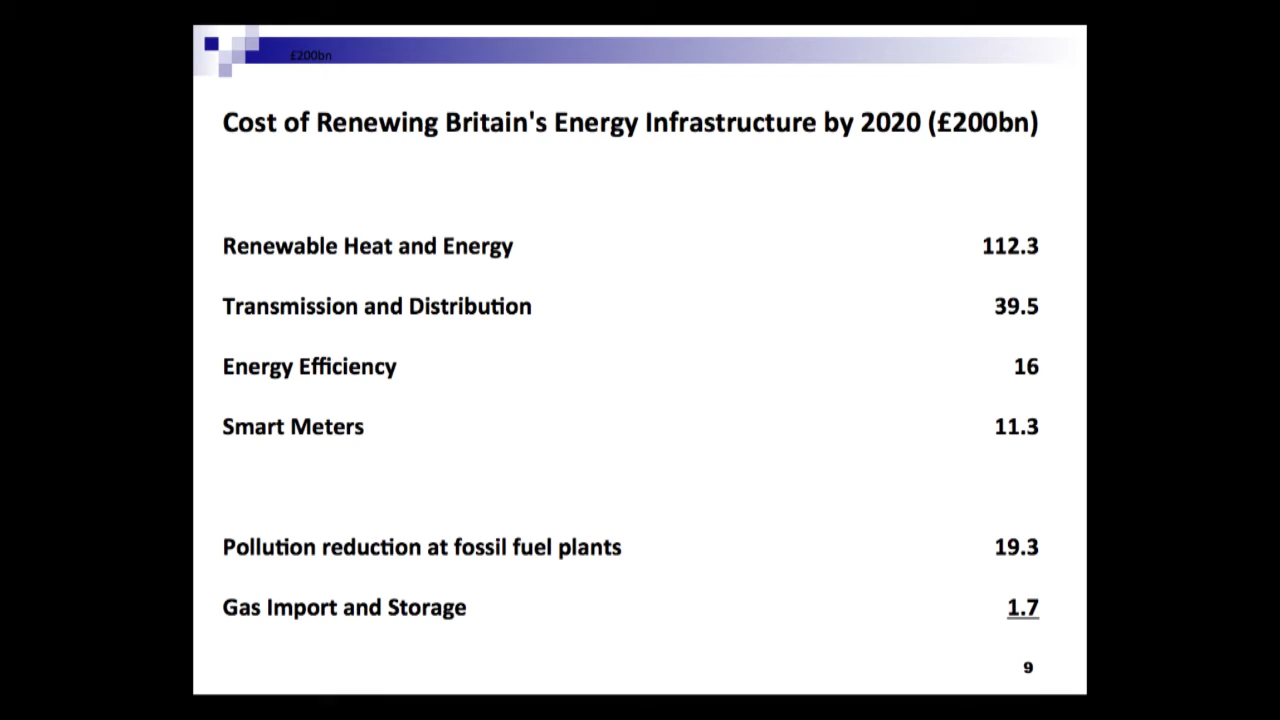 £200bn
Cost of Renewing Britain's Energy Infrastructure by 2020 (£200bn)
Renewable Heat and Energy 112.3
Transmission and Distribution 39.5
Energy Efficiency 16
Smart Meters 11.3
Pollution reduction at fossil fuel plants 19.3
Gas Import and Storage 1.7
9